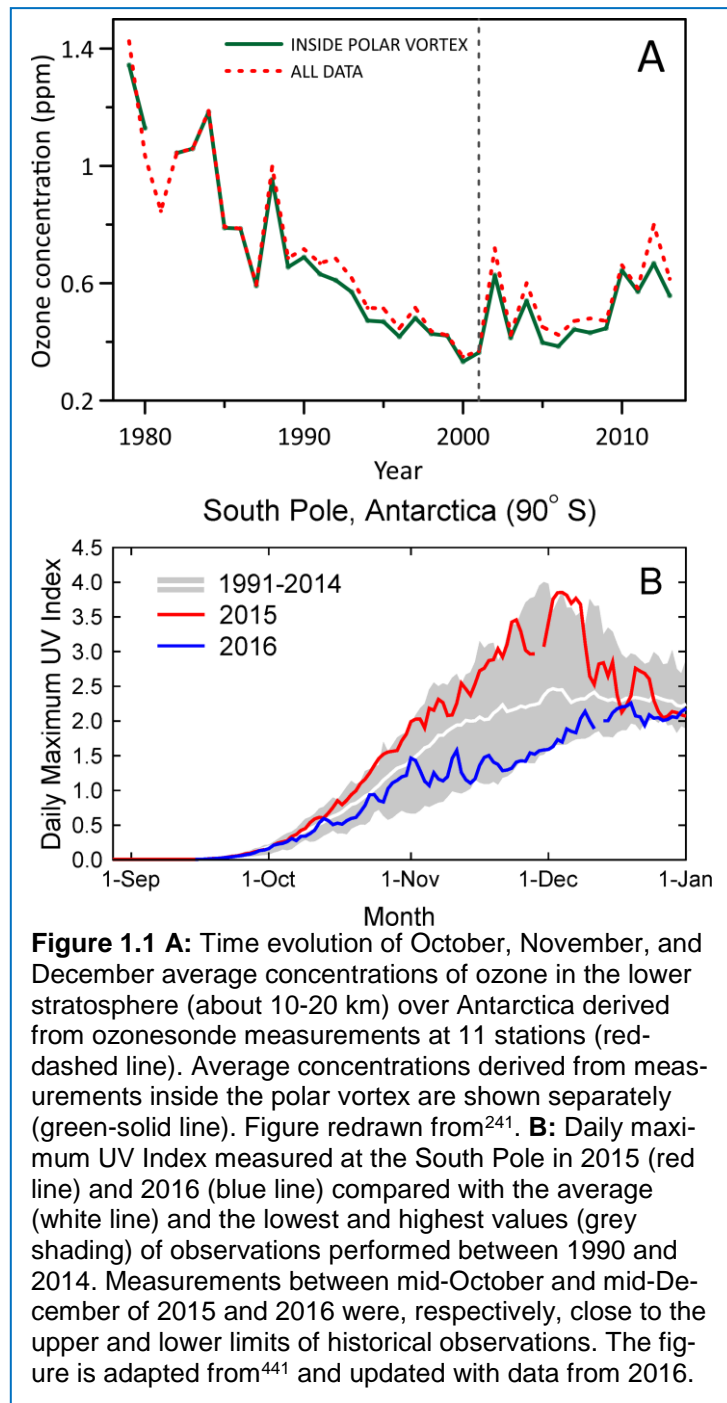 A
INSIDE POLAR VORTEX
ALL DATA
Ozone concentration (ppm)
1.4
1
0.6
0.2
1980 1990 2000 2010
Year
South Pole, Antarctica (90° S)
B
1991-2014
2015
2016
Daily Maximum UV Index
4.5
4.0
3.5
3.0
2.5
2.0
1.5
1.0
0.5
0.0
1-Sep 1-Oct 1-Nov 1-Dec 1-Jan
Month
Figure 1.1 A: Time evolution of October, November, and
December average concentrations of ozone in the lower
stratosphere (about 10-20 km) over Antarctica derived
from ozonesonde measurements at 11 stations (red-
dashed line). Average concentrations derived from meas-
urements inside the polar vortex are shown separately
(green-solid line). Figure redrawn from²⁴¹. B: Daily maxi-
mum UV Index measured at the South Pole in 2015 (red
line) and 2016 (blue line) compared with the average
(white line) and the lowest and highest values (grey
shading) of observations performed between 1990 and
2014. Measurements between mid-October and mid-De-
cember of 2015 and 2016 were, respectively, close to the
upper and lower limits of historical observations. The fig-
ure is adapted from⁴⁴¹ and updated with data from 2016.